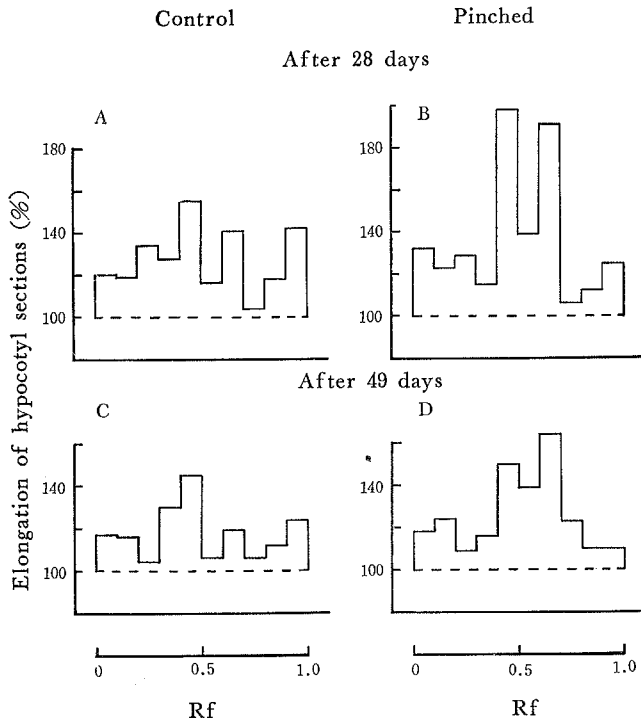 Control Pinched
After 28 days
A B
180
140
100
180
140
100
Elongation of hypocotyl sections (%)
After 49 days
C D
140
100
140
100
0 0.5 1.0 0 0.5 1.0
Rf Rf